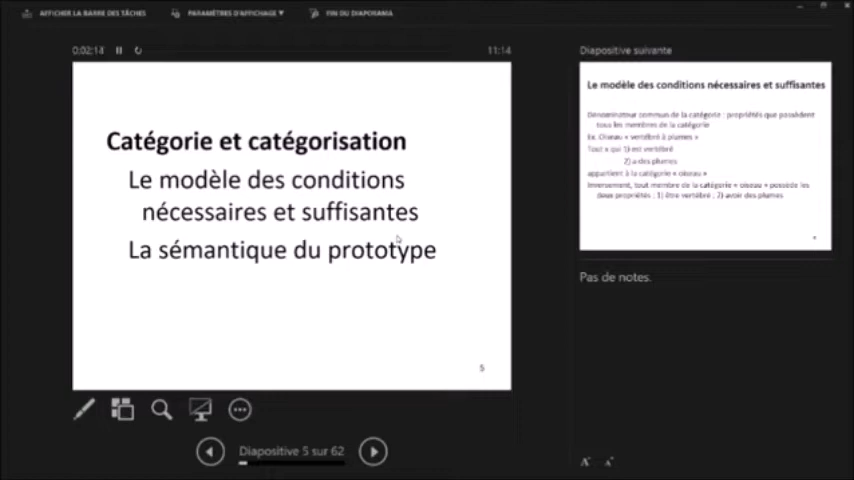 AFFICHER LA BARRE DES TÂCHES
PARAMÈTRES D'AFFICHAGE ▼
FIN DU DIAPORAMA
0:02:14
11:14
Diapositive suivante
Catégorie et catégorisation
Le modèle des conditions
nécessaires et suffisantes
La sémantique du prototype
5
Le modèle des conditions nécessaires et suffisantes
Dénominateur commun de la catégorie : propriétés que possèdent
tous les membres de la catégorie
Ex. Oiseau « vertébré à plumes »
Tout x qui 1) est vertébré
2) a des plumes
appartient à la catégorie « oiseau »
Inversement, tout membre de la catégorie « oiseau » possède les
deux propriétés : 1) être vertébré ; 2) avoir des plumes
Pas de notes.
Diapositive 5 sur 62
A A